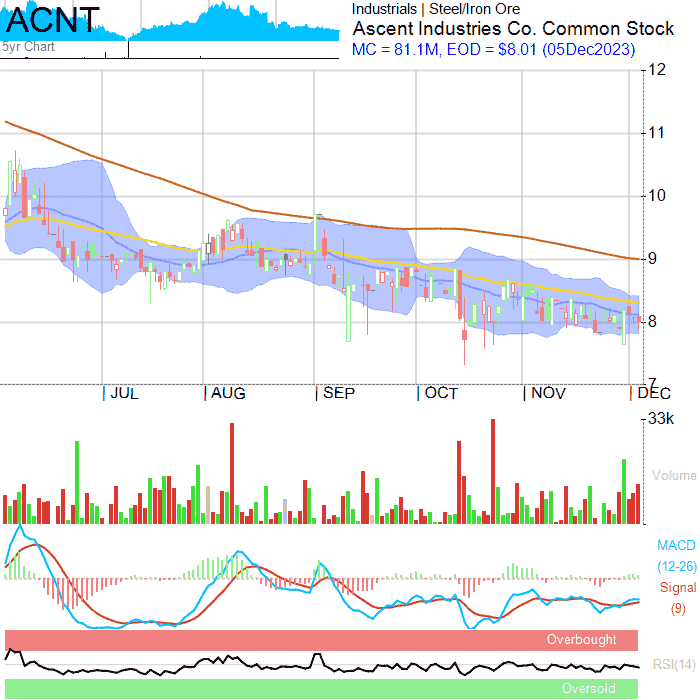 ACNT
5yr Chart
Industrials | Steel/Iron Ore
Ascent Industries Co. Common Stock
MC = 81.1M, EOD = $8.01 (05Dec2023)
12
11
10
9
8
7
JUL AUG SEP OCT NOV DEC
33k
Volume
MACD
(12-26)
Signal
(9)
Overbought
RSI(14)
Oversold